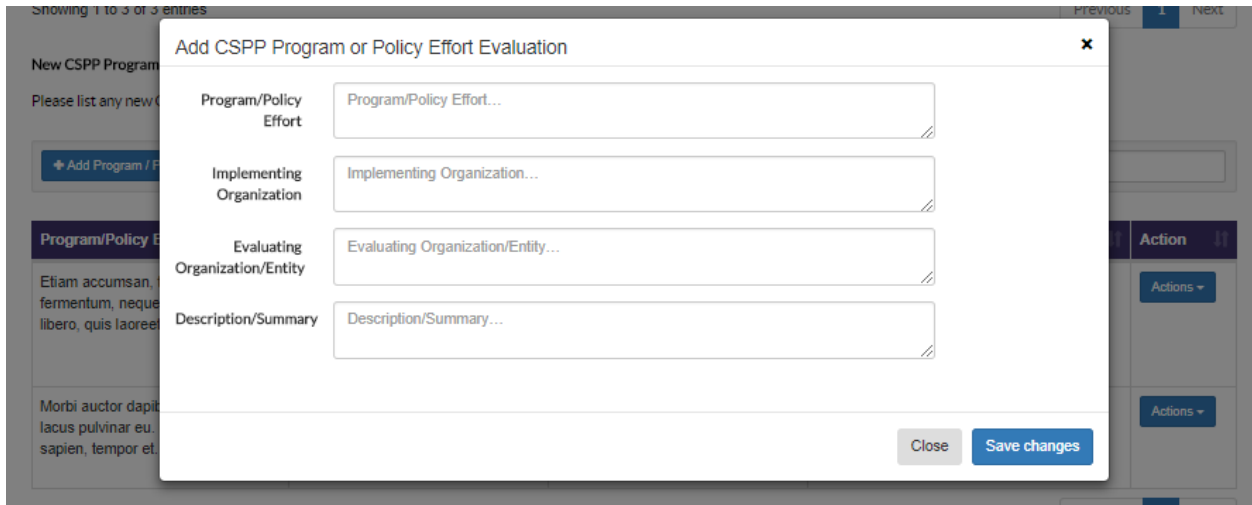 Showing 1 to 3 of 3 entries
Previous 1 Next
Add CSPP Program or Policy Effort Evaluation ×
New CSPP Program
Please list any new
Program/Policy
Effort
Program/Policy Effort...
Add Program / P
Implementing
Organization
Implementing Organization...
Program/Policy E
Action
Evaluating
Organization/Entity
Evaluating Organization/Entity...
Etiam accumsan,
fermentum, neque
libero, quis laoreet
Actions
Description/Summary
Description/Summary...
Morbi auctor dapib
lacus pulvinar eu.
sapien, tempor et.
Actions
Close
Save changes